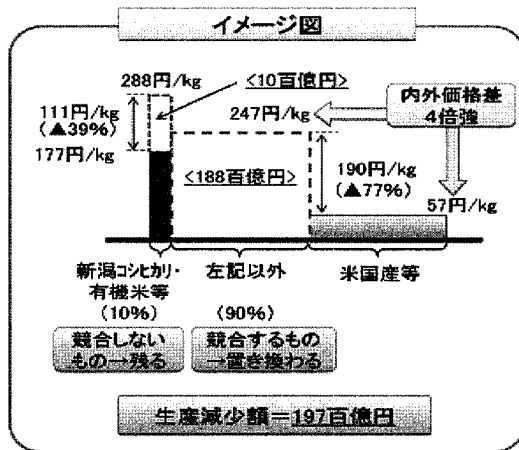 イメージ図
288円/kg
<10百億円>
111円/kg
(▲39%)
247円/kg
内外価格差
4倍強
177円/kg
<188百億円>
190円/kg
(▲77%)
57円/kg
新潟コシヒカリ・
有機米等
(10%)
左記以外
(90%)
米国産等
競合しない
もの→残る
競合するもの
→置き換わる
生産減少額=197百億円